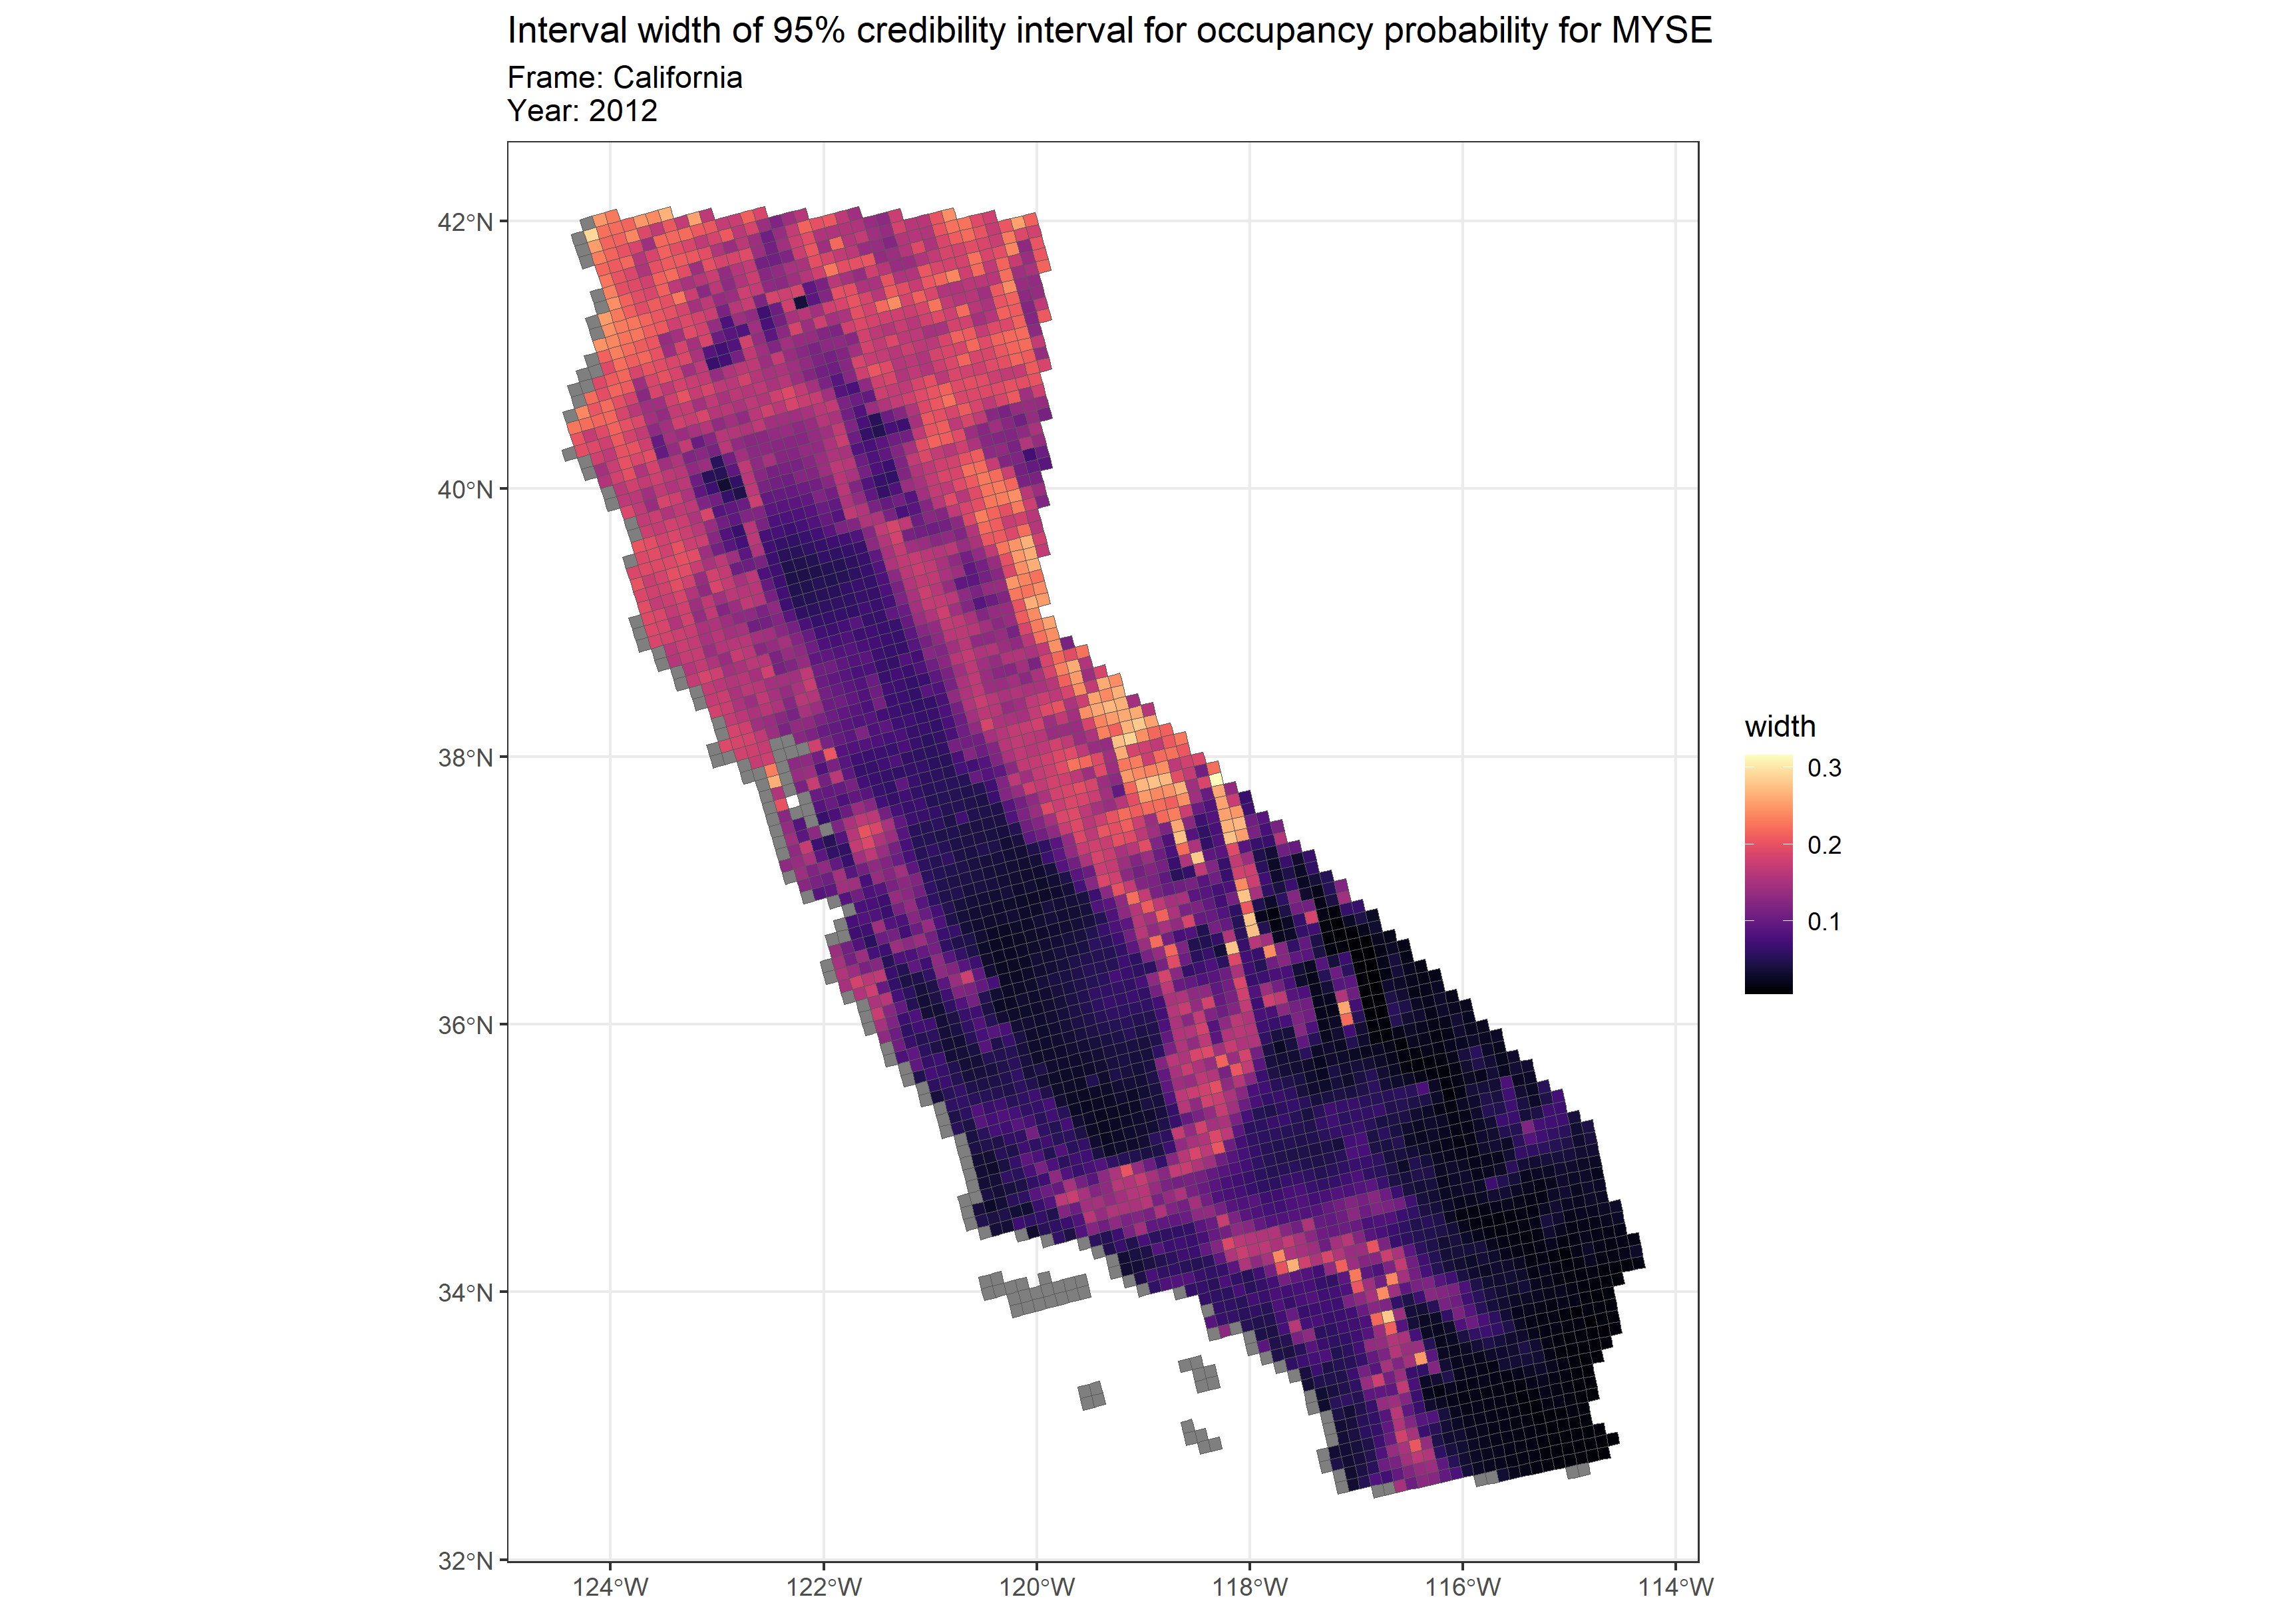 Interval width of 95% credibility interval for occupancy probability for MYSE
Frame: California
Year: 2012
42°N
40°N
38°N
36°N
34°N
32°N
124°W
122°W
120°W
118°W
116°W
114°W
width
0.3
0.2
0.1